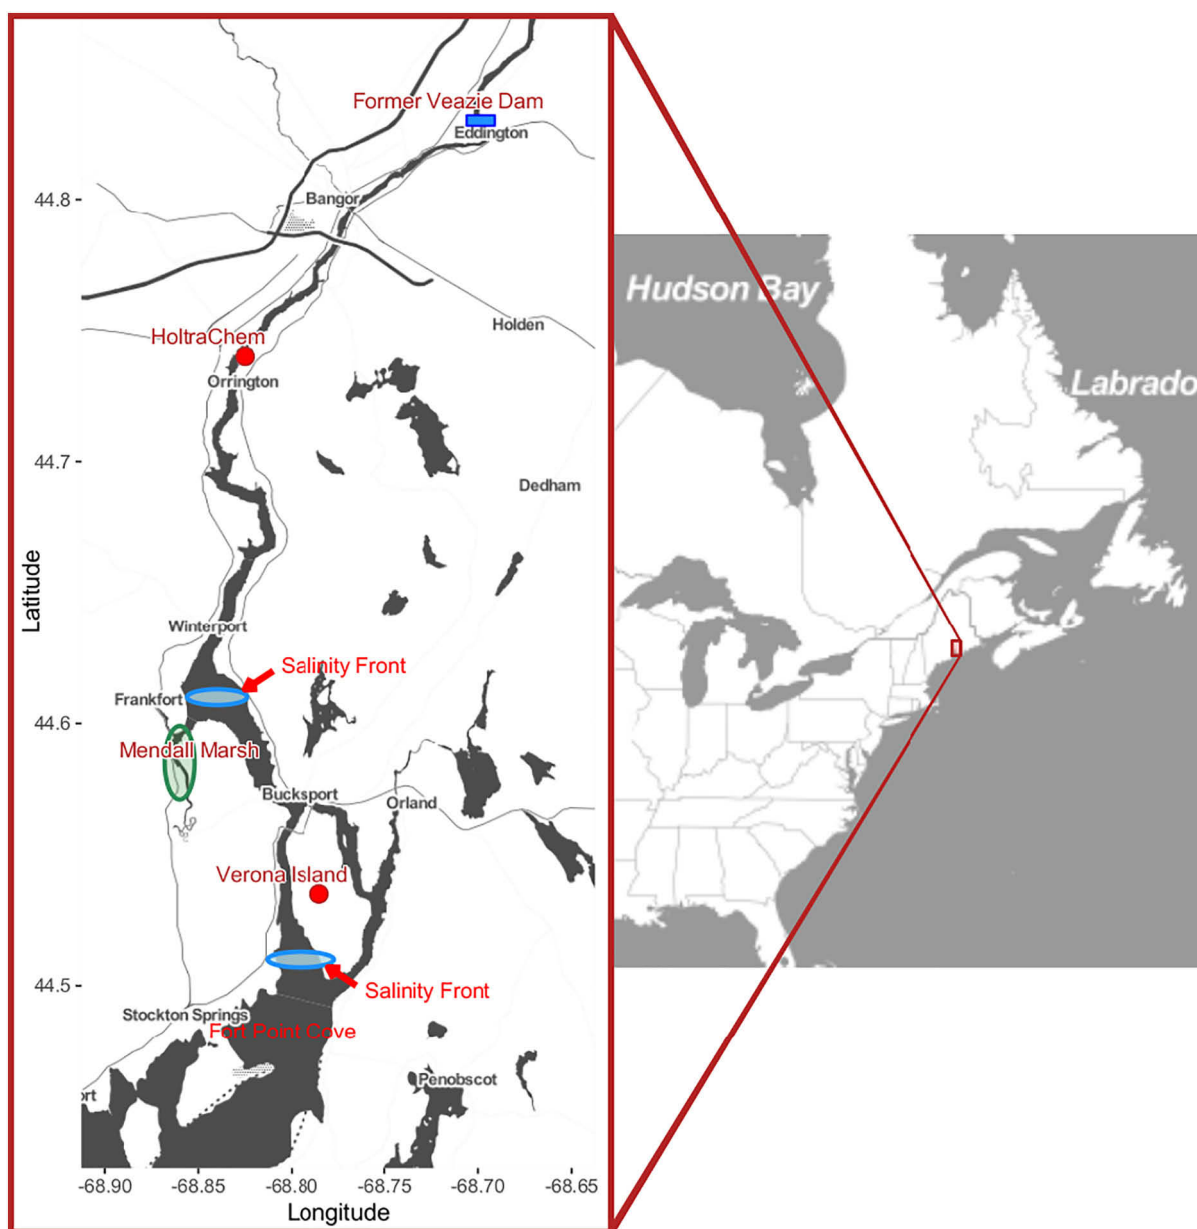 Former Veazie Dam
Eddington
44.8
Bangor
Hudson Bay
HoltraChem
Holden
Orrington
Labrado
44.7
Dedham
Latitude
Winterport
Salinity Front
Frankfort
44.6
Mendall Marsh
Bucksport
Orland
Verona Island
44.5
Salinity Front
Stockton Springs
Fort Point Cove
Penobscot
ort
-68.90
-68.85
-68.80
-68.75
-68.70
-68.65
Longitude